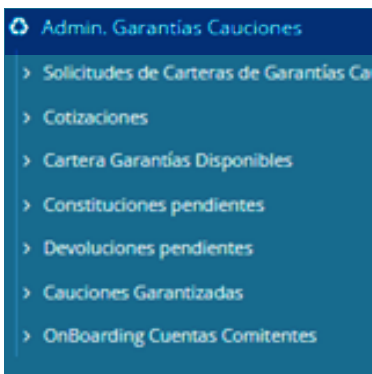 Admin. Garantías Cauciones
Solicitudes de Carteras de Garantías
Cotizaciones
Cartera Garantías Disponibles
Constituciones pendientes
Devoluciones pendientes
Cauciones Garantizadas
OnBoarding Cuentas Comitentes